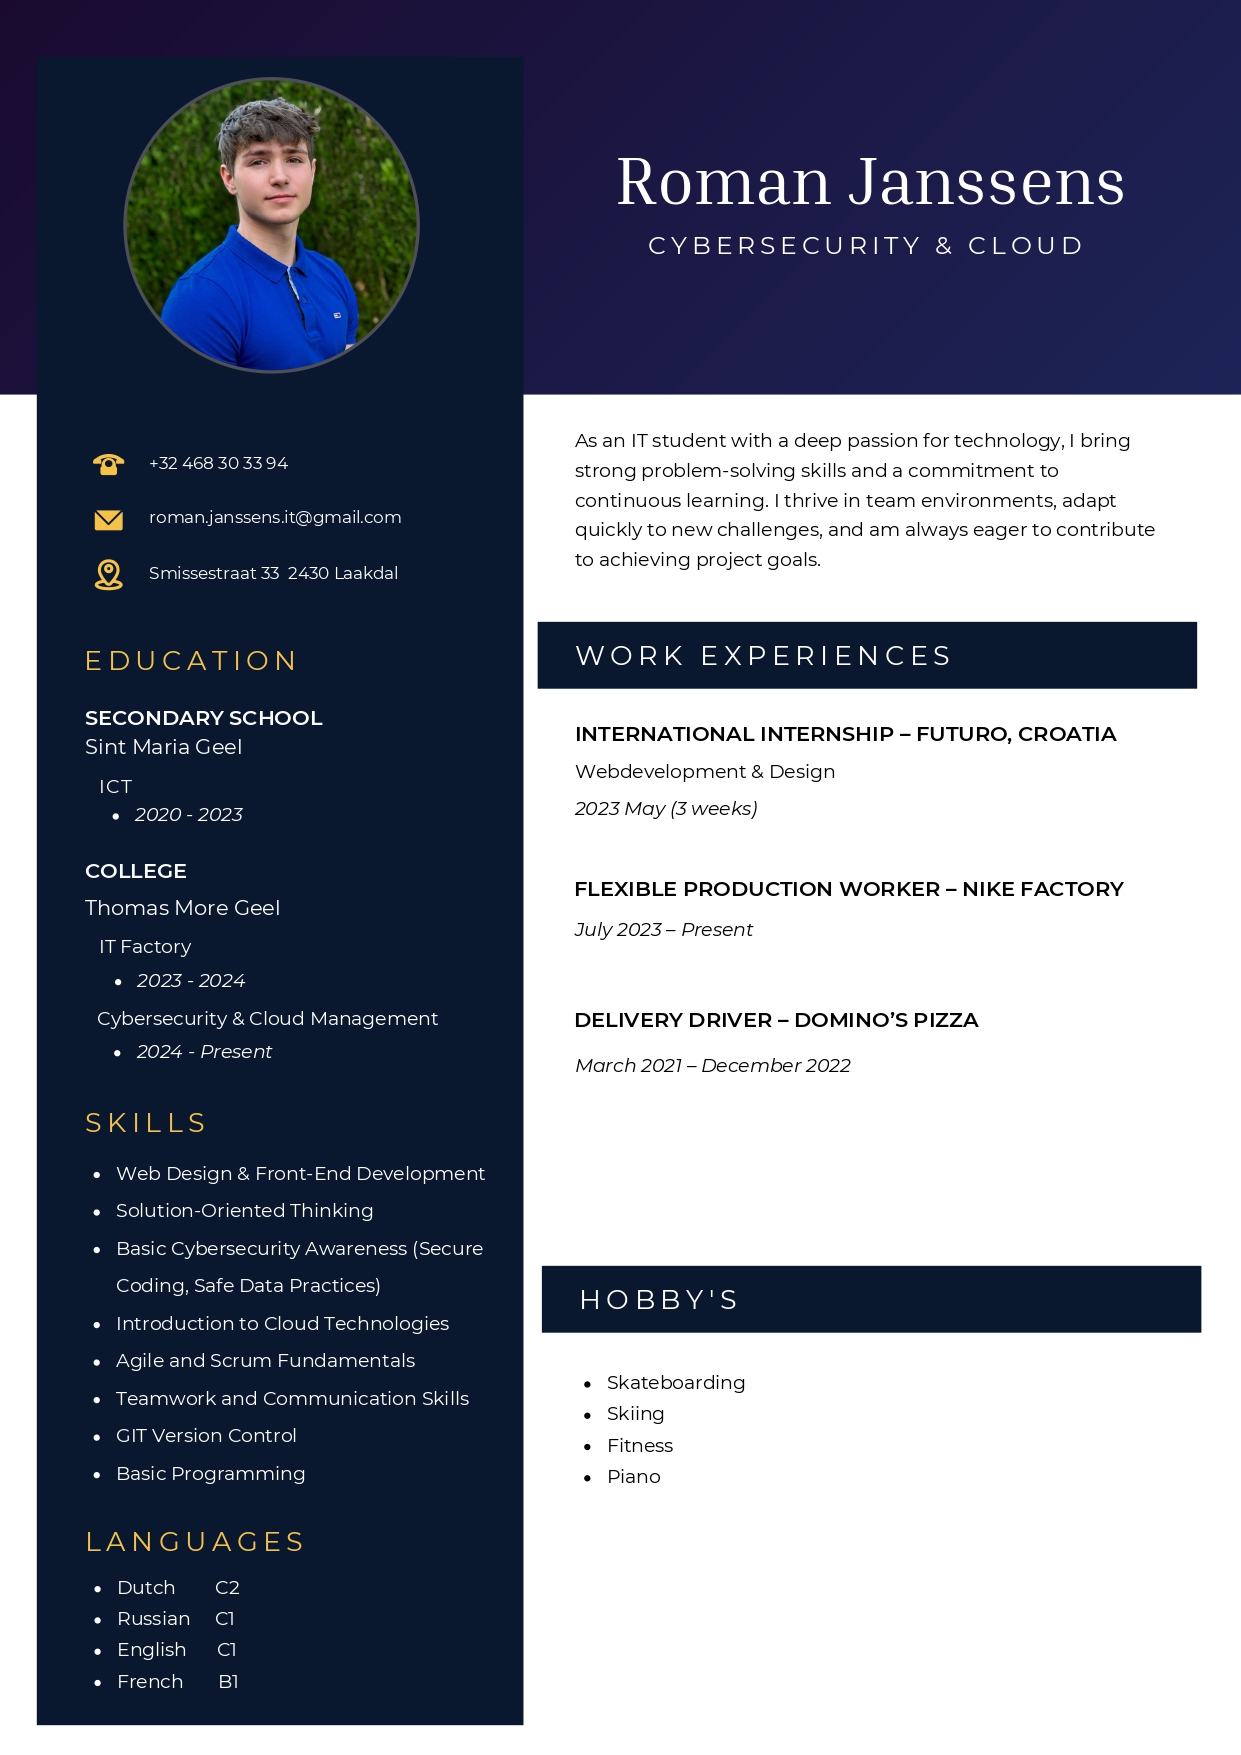 Roman Janssens
CYBERSECURITY & CLOUD
+32 468 30 33 94
roman.janssens.it@gmail.com
Smissestraat 33 2430 Laakdal
EDUCATION
SECONDARY SCHOOL
Sint Maria Geel
ICT
• 2020 - 2023
COLLEGE
Thomas More Geel
IT Factory
• 2023 - 2024
Cybersecurity & Cloud Management
• 2024 - Present
SKILLS
• Web Design & Front-End Development
• Solution-Oriented Thinking
• Basic Cybersecurity Awareness (Secure
Coding, Safe Data Practices)
• Introduction to Cloud Technologies
• Agile and Scrum Fundamentals
• Teamwork and Communication Skills
• GIT Version Control
• Basic Programming
LANGUAGES
• Dutch C2
• Russian C1
• English C1
• French B1
As an IT student with a deep passion for technology, I bring
strong problem-solving skills and a commitment to
continuous learning. I thrive in team environments, adapt
quickly to new challenges, and am always eager to contribute
to achieving project goals.
WORK EXPERIENCES
INTERNATIONAL INTERNSHIP – FUTURO, CROATIA
Webdevelopment & Design
2023 May (3 weeks)
FLEXIBLE PRODUCTION WORKER – NIKE FACTORY
July 2023 – Present
DELIVERY DRIVER – DOMINO’S PIZZA
March 2021 – December 2022
HOBBY'S
• Skateboarding
• Skiing
• Fitness
• Piano